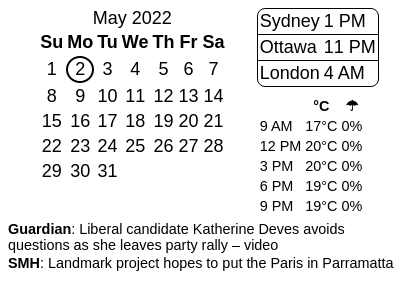 May 2022
Su Mo Tu We Th Fr Sa
1 2 3 4 5 6 7
8 9 10 11 12 13 14
15 16 17 18 19 20 21
22 23 24 25 26 27 28
29 30 31
Sydney 1 PM
Ottawa 11 PM
London 4 AM
°C ☂
9 AM 17°C 0%
12 PM 20°C 0%
3 PM 20°C 0%
6 PM 19°C 0%
9 PM 19°C 0%
Guardian: Liberal candidate Katherine Deves avoids
questions as she leaves party rally – video
SMH: Landmark project hopes to put the Paris in Parramatta